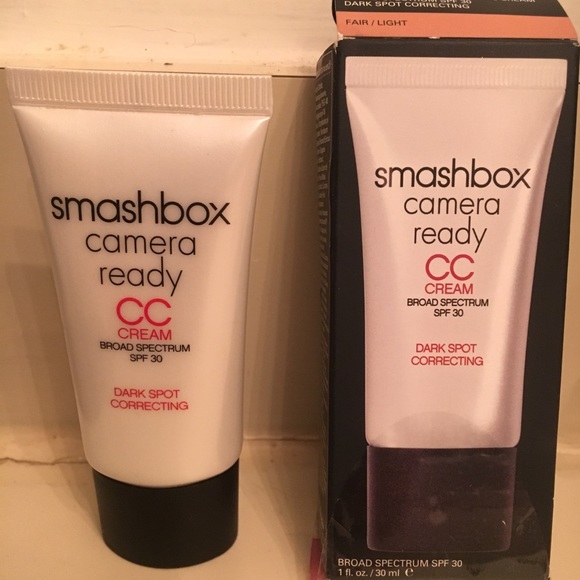 smashbox
camera
ready
CC
CREAM
BROAD SPECTRUM
SPF 30
DARK SPOT
CORRECTING
DARK SPOT CORRECTING
FAIR / LIGHT
smashbox
camera
ready
CC
CREAM
BROAD SPECTRUM
SPF 30
DARK SPOT
CORRECTING
BROAD SPECTRUM SPF 30
1 fl. oz. / 30 ml ℮